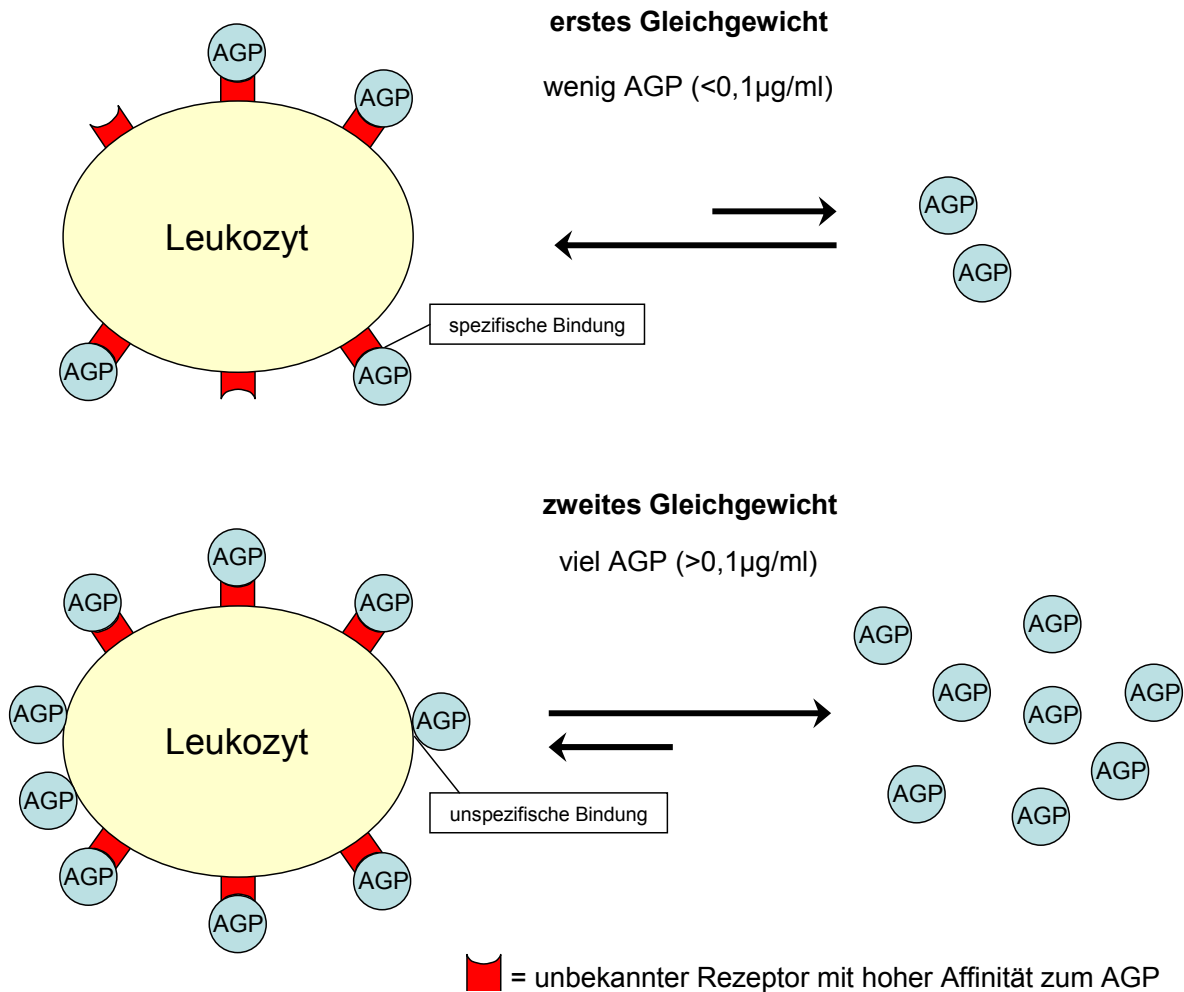 erstes Gleichgewicht
wenig AGP (<0,1µg/ml)
AGP
AGP
Leukozyt
AGP
AGP
spezifische Bindung
AGP
AGP
zweites Gleichgewicht
viel AGP (>0,1µg/ml)
AGP
AGP
AGP
AGP
AGP
Leukozyt
AGP
unspezifische Bindung
AGP
AGP
AGP
AGP
AGP
AGP
AGP
AGP
AGP
AGP
AGP
AGP
= unbekannter Rezeptor mit hoher Affinität zum AGP